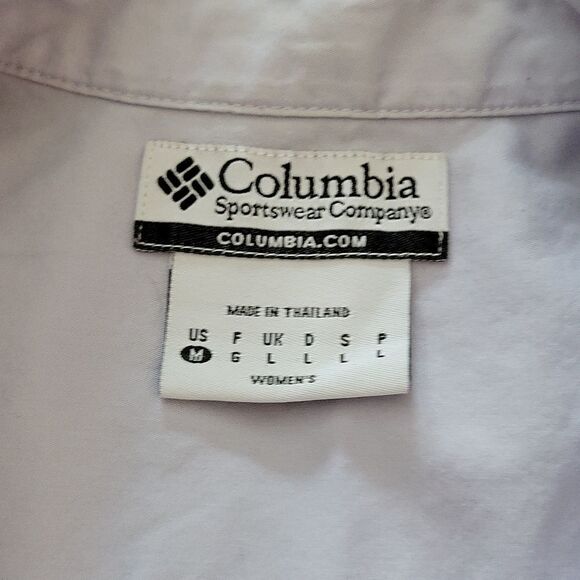 Columbia
Sportswear Company®
COLUMBIA.COM
MADE IN THAILAND
US F UK D S P
M G L L L L
WOMEN'S